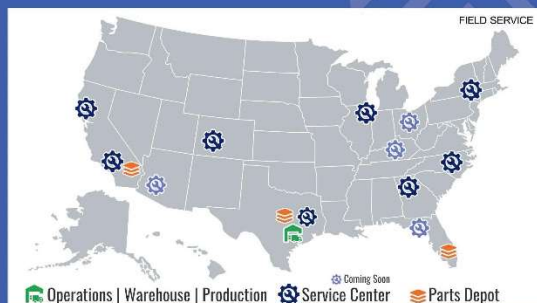 FIELD SERVICE
Coming Soon
Operations | Warehouse | Production Service Center Parts Depot